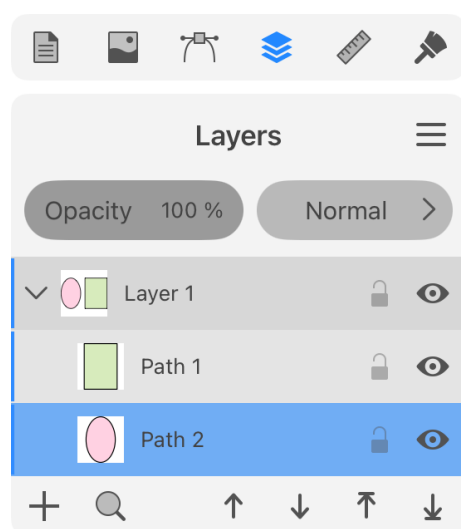 Layers
Opacity 100 % Normal
Layer 1
Path 1
Path 2